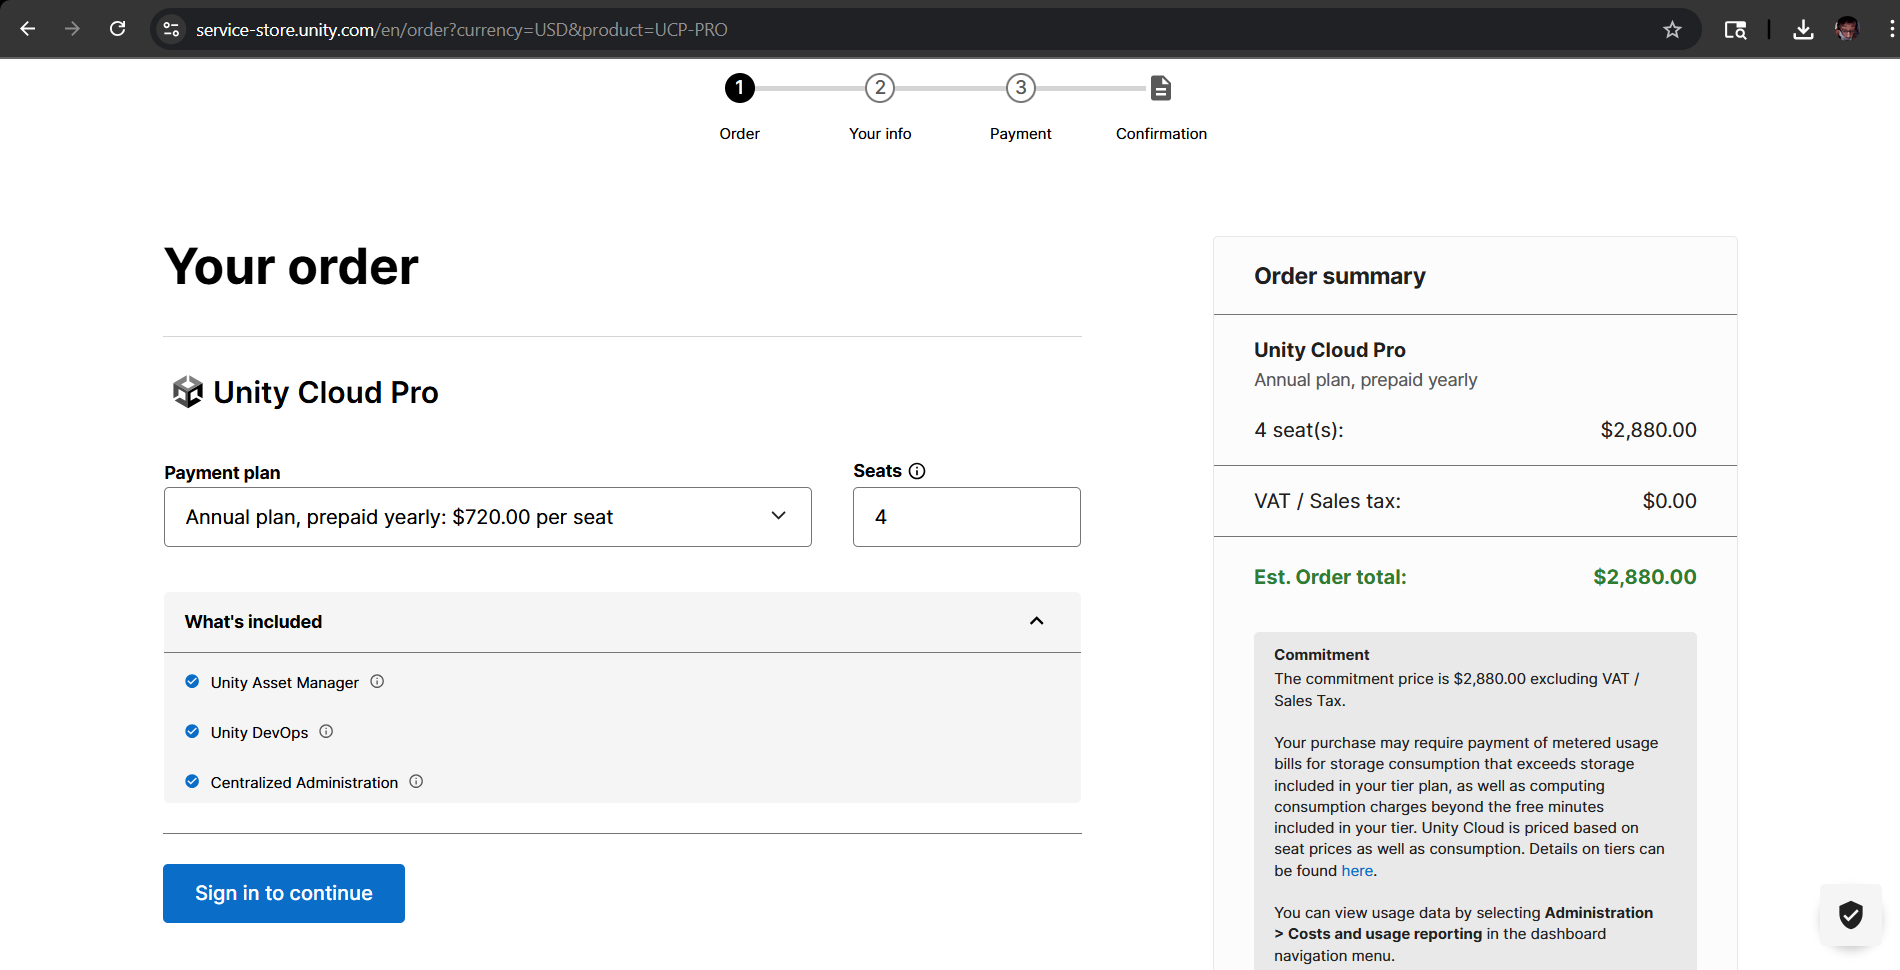 service-store.unity.com/en/order?currency=USD&product=UCP-PRO
1
2
3
Order
Your info
Payment
Confirmation
Your order
Unity Cloud Pro
Payment plan
Annual plan, prepaid yearly: $720.00 per seat
Seats
4
What's included
Unity Asset Manager
Unity DevOps
Centralized Administration
Sign in to continue
Order summary
Unity Cloud Pro
Annual plan, prepaid yearly
4 seat(s): $2,880.00
VAT / Sales tax: $0.00
Est. Order total: $2,880.00
Commitment
The commitment price is $2,880.00 excluding VAT /
Sales Tax.
Your purchase may require payment of metered usage
bills for storage consumption that exceeds storage
included in your tier plan, as well as computing
consumption charges beyond the free minutes
included in your tier. Unity Cloud is priced based on
seat prices as well as consumption. Details on tiers can
be found here.
You can view usage data by selecting Administration
> Costs and usage reporting in the dashboard
navigation menu.